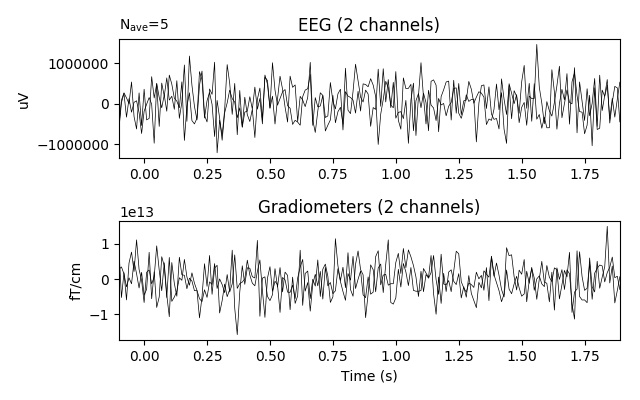 N_ave=5
EEG (2 channels)
1000000
0
−1000000
uV
0.00 0.25 0.50 0.75 1.00 1.25 1.50 1.75
1e13
Gradiometers (2 channels)
1
0
−1
fT/cm
0.00 0.25 0.50 0.75 1.00 1.25 1.50 1.75
Time (s)